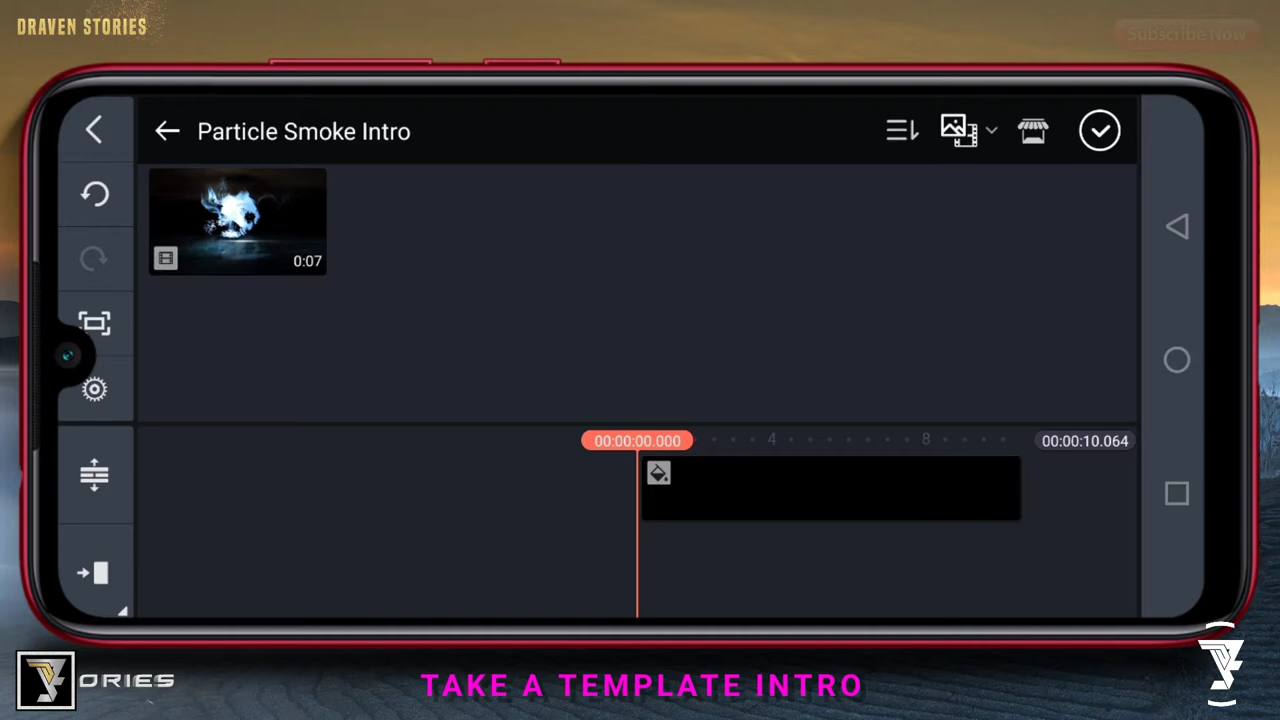 DRAVEN STORIES
Subscribe Now
Particle Smoke Intro
0:07
00:00:00.000
4
8
00:00:10.064
ORIES
TAKE A TEMPLATE INTRO